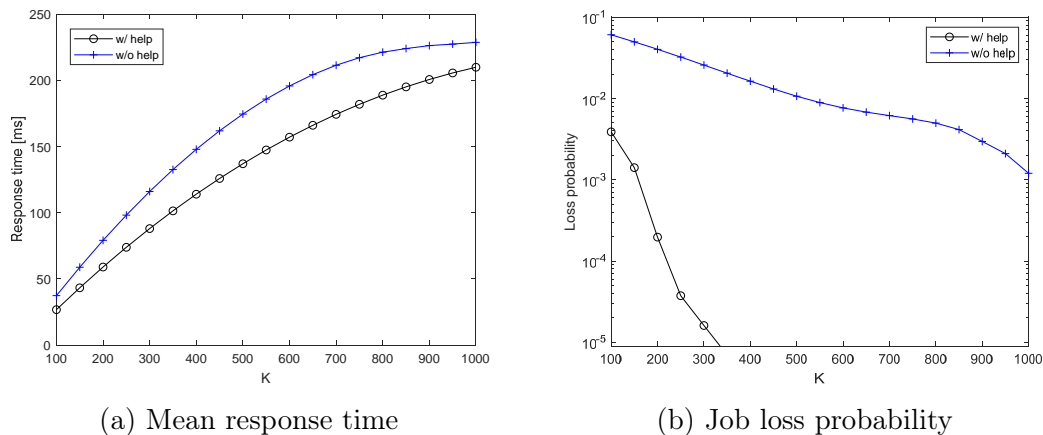 250
200
150
100
50
0
Response time [ms]
w/ help
w/o help
100 200 300 400 500 600 700 800 900 1000
K
(a) Mean response time
10^-1
10^-2
10^-3
10^-4
10^-5
Loss probability
w/ help
w/o help
100 200 300 400 500 600 700 800 900 1000
K
(b) Job loss probability